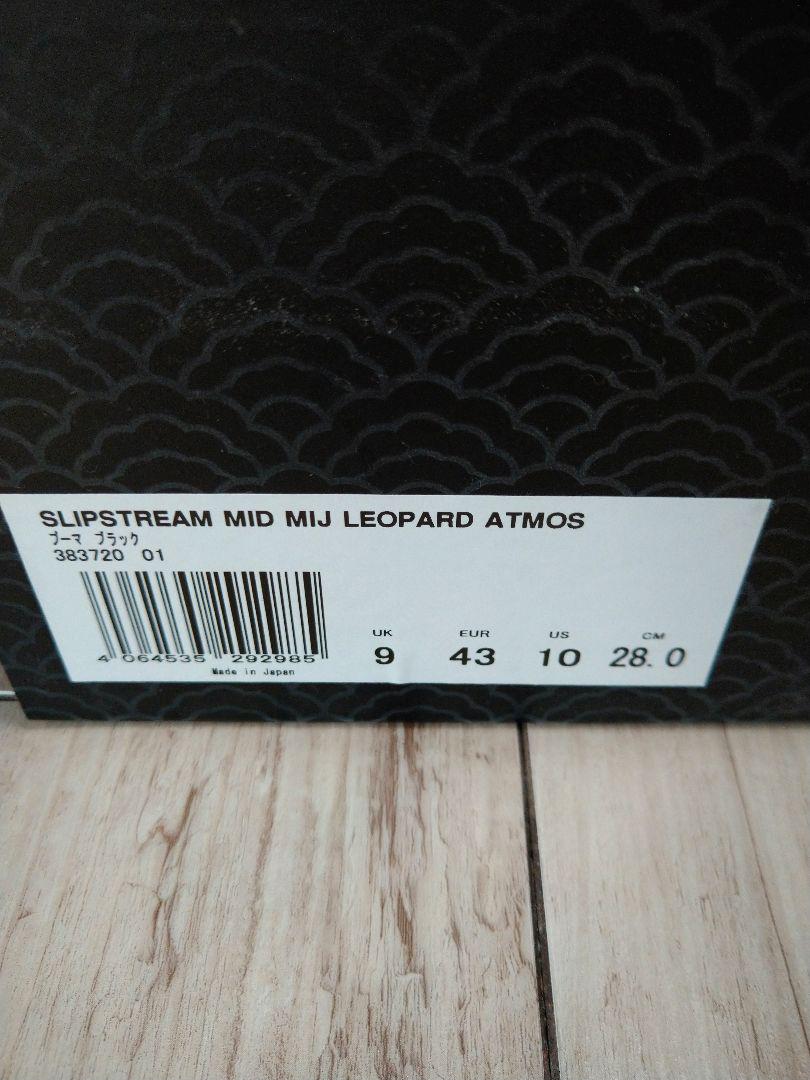 SLIPSTREAM MID MIJ LEOPARD ATMOS
プーマ ブラック
383720 01
4 064535 292985
Made in Japan
UK EUR US CM
9 43 10 28.0